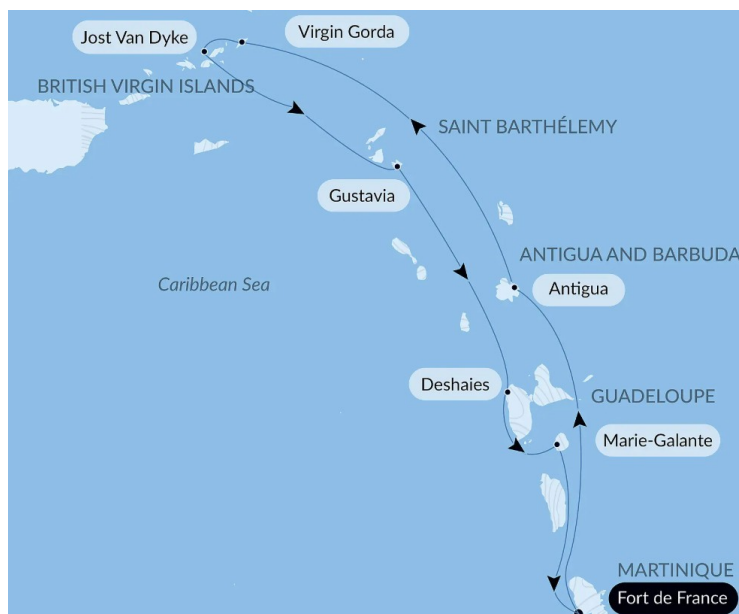 Virgin Gorda
Jost Van Dyke
BRITISH VIRGIN ISLANDS
SAINT BARTHÉLEMY
Gustavia
ANTIGUA AND BARBUDA
Caribbean Sea
Antigua
Deshaies
GUADELOUPE
Marie-Galante
MARTINIQUE
Fort de France